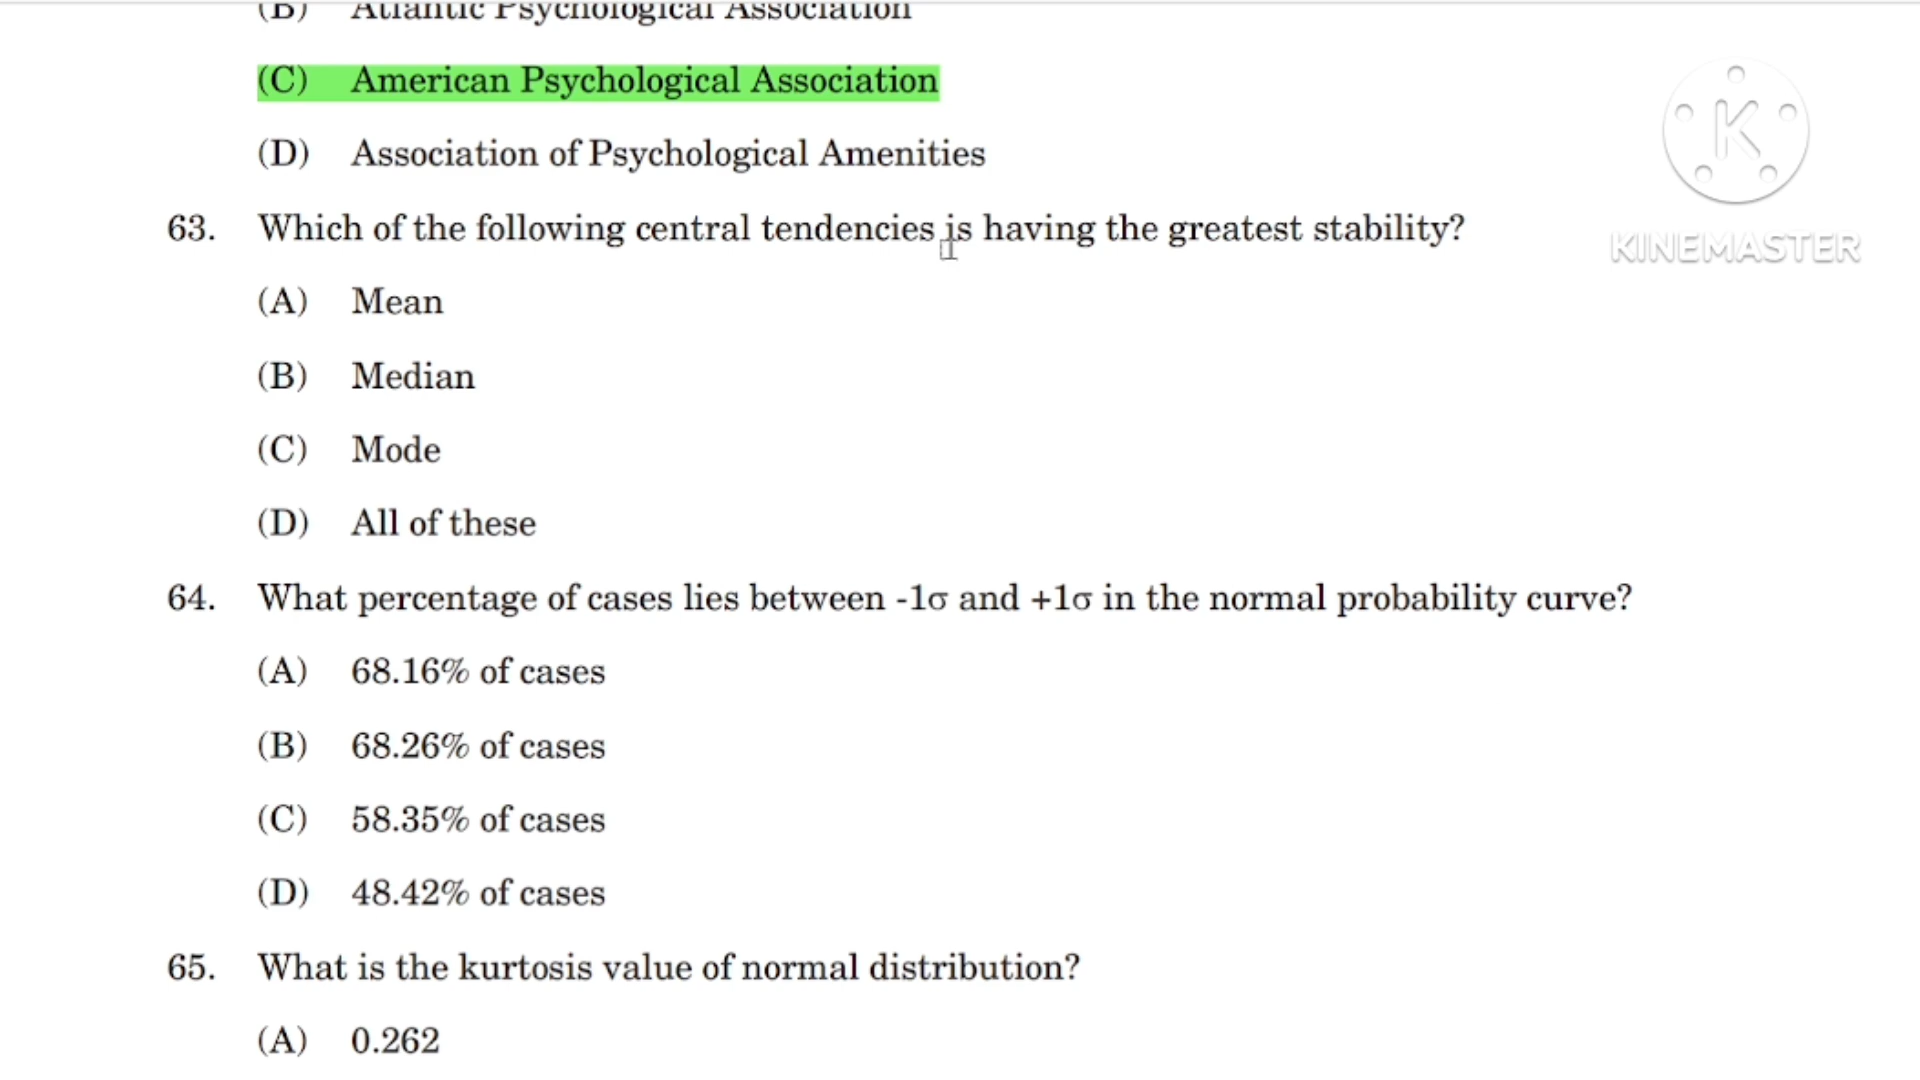 (B) Atlantic Psychological Association
(C) American Psychological Association
(D) Association of Psychological Amenities
63. Which of the following central tendencies is having the greatest stability?
(A) Mean
(B) Median
(C) Mode
(D) All of these
64. What percentage of cases lies between -1σ and +1σ in the normal probability curve?
(A) 68.16% of cases
(B) 68.26% of cases
(C) 58.35% of cases
(D) 48.42% of cases
65. What is the kurtosis value of normal distribution?
(A) 0.262
K
KINEMASTER